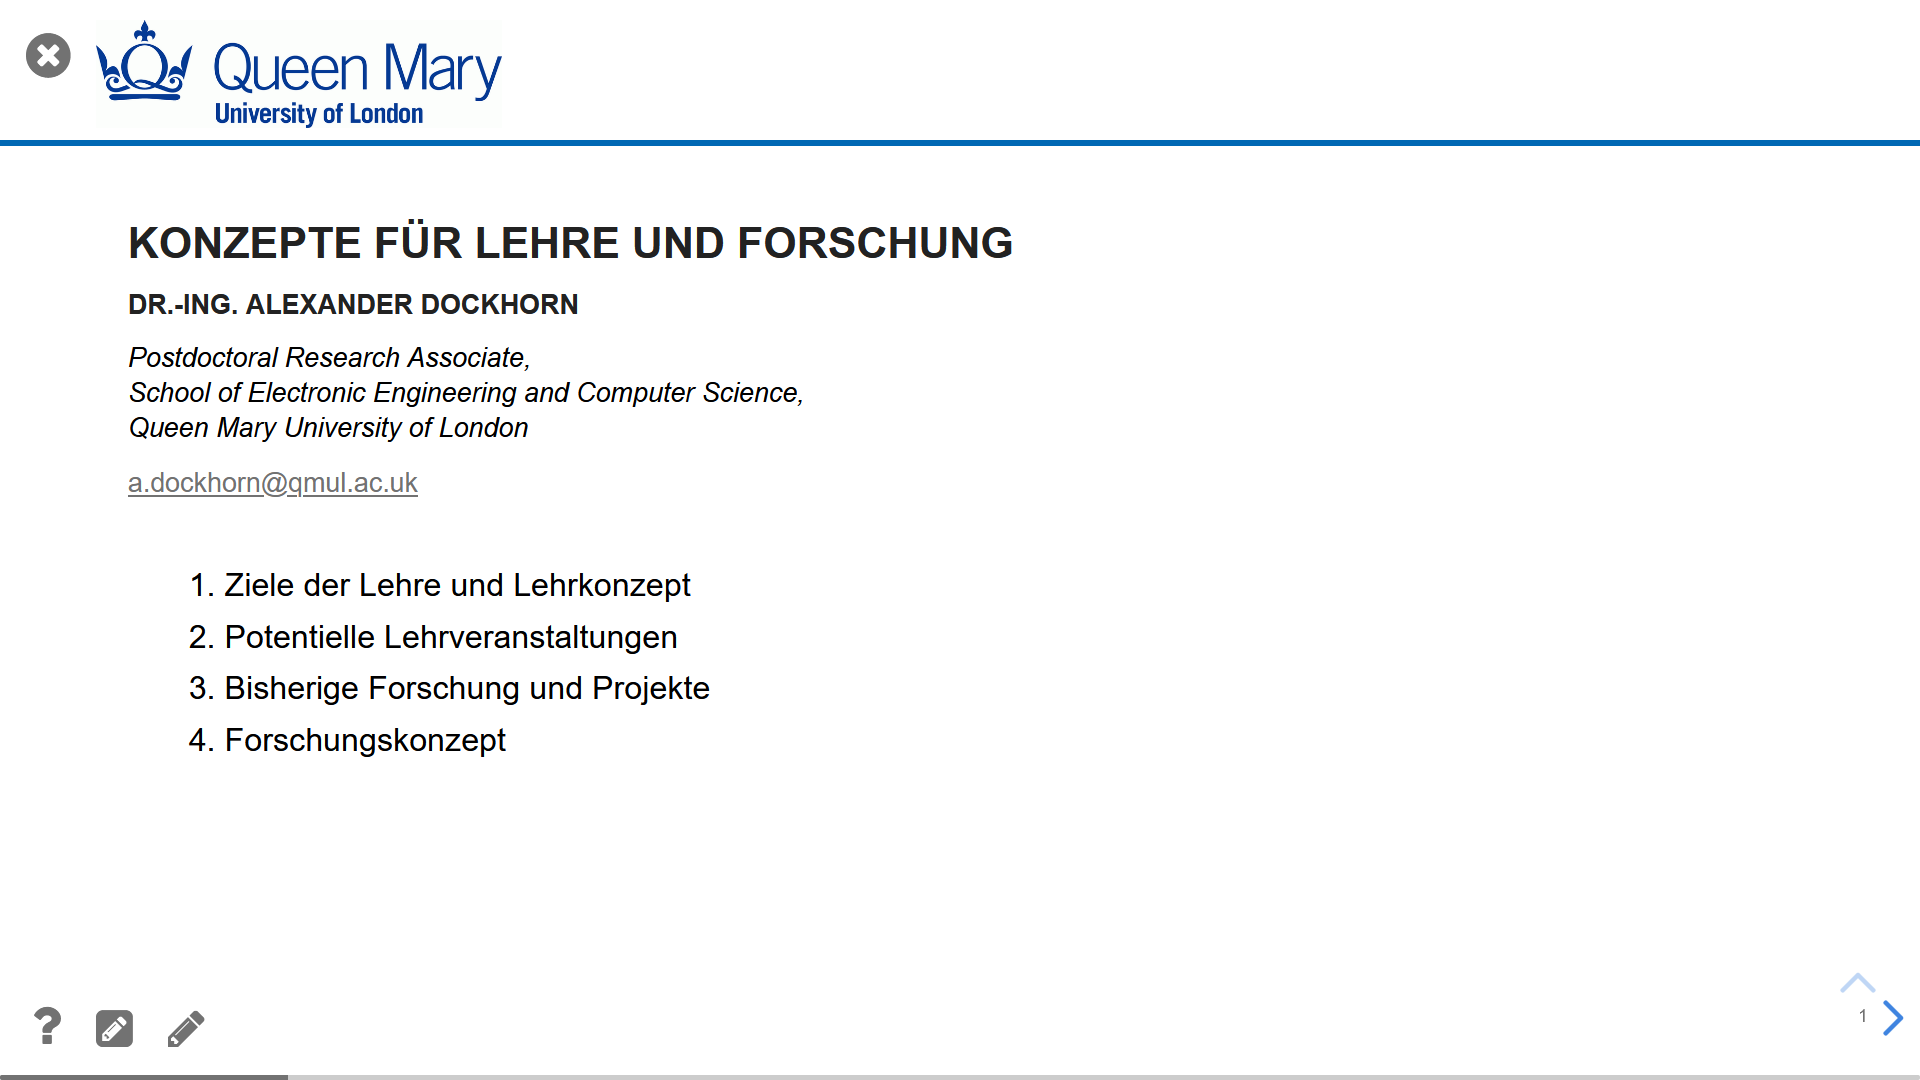 Queen Mary
University of London
KONZEPTE FÜR LEHRE UND FORSCHUNG
DR.-ING. ALEXANDER DOCKHORN
Postdoctoral Research Associate,
School of Electronic Engineering and Computer Science,
Queen Mary University of London
a.dockhorn@qmul.ac.uk
1. Ziele der Lehre und Lehrkonzept
2. Potentielle Lehrveranstaltungen
3. Bisherige Forschung und Projekte
4. Forschungskonzept
?
1